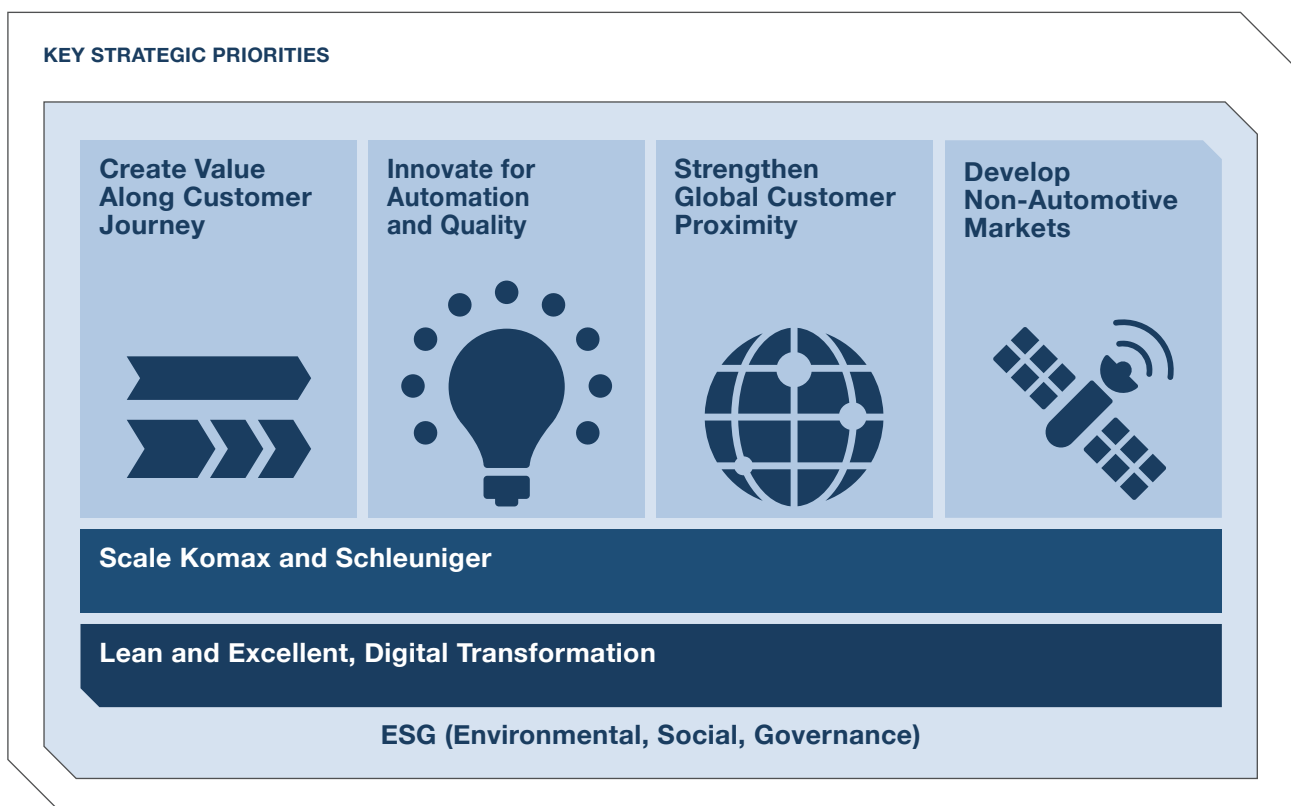 KEY STRATEGIC PRIORITIES
Create Value
Along Customer
Journey
Innovate for
Automation
and Quality
Strengthen
Global Customer
Proximity
Develop
Non-Automotive
Markets
Scale Komax and Schleuniger
Lean and Excellent, Digital Transformation
ESG (Environmental, Social, Governance)